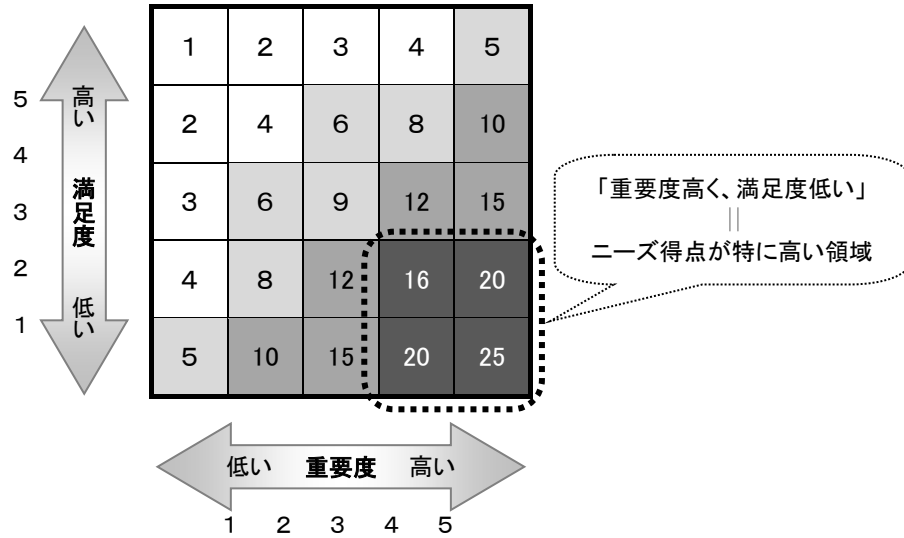 1 2 3 4 5
2 4 6 8 10
3 6 9 12 15
4 8 12 16 20
5 10 15 20 25
5
4
3
2
1
高い
満足度
低い
「重要度高く、満足度低い」
||
ニーズ得点が特に高い領域
低い 重要度 高い
1 2 3 4 5